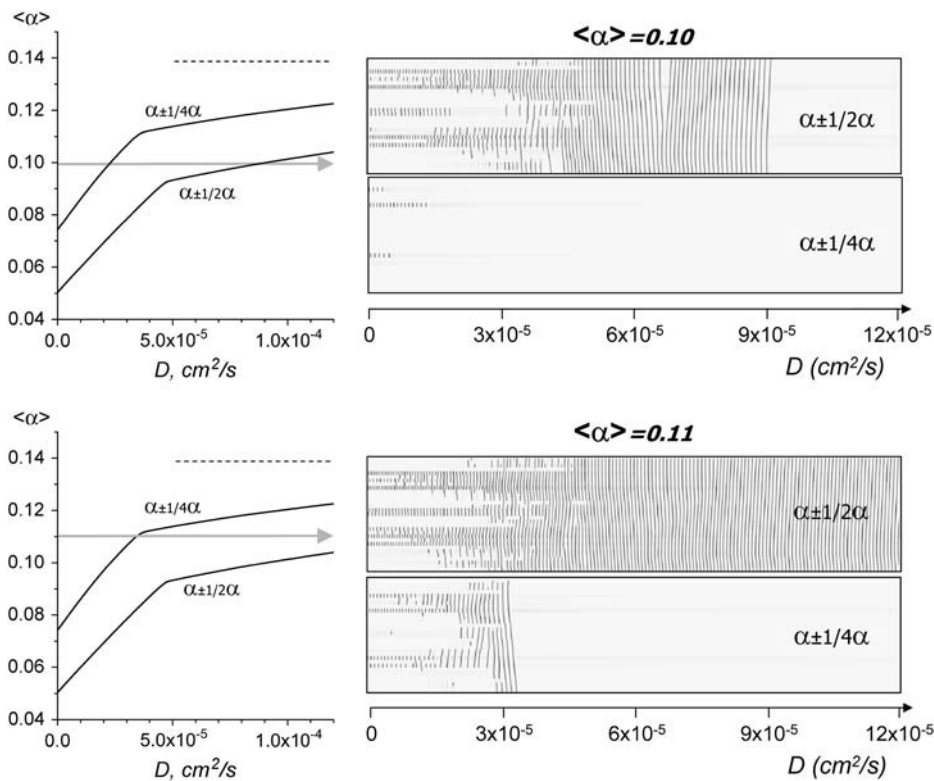 <α>
0.14
0.12
0.10
0.08
0.06
0.04
α±1/4α
α±1/2α
0.0
5.0x10⁻⁵
1.0x10⁻⁴
D, cm²/s
<α> =0.10
α±1/2α
α±1/4α
0
3x10⁻⁵
6x10⁻⁵
9x10⁻⁵
12x10⁻⁵
D (cm²/s)
<α>
0.14
0.12
0.10
0.08
0.06
0.04
α±1/4α
α±1/2α
0.0
5.0x10⁻⁵
1.0x10⁻⁴
D, cm²/s
<α> =0.11
α±1/2α
α±1/4α
0
3x10⁻⁵
6x10⁻⁵
9x10⁻⁵
12x10⁻⁵
D (cm²/s)